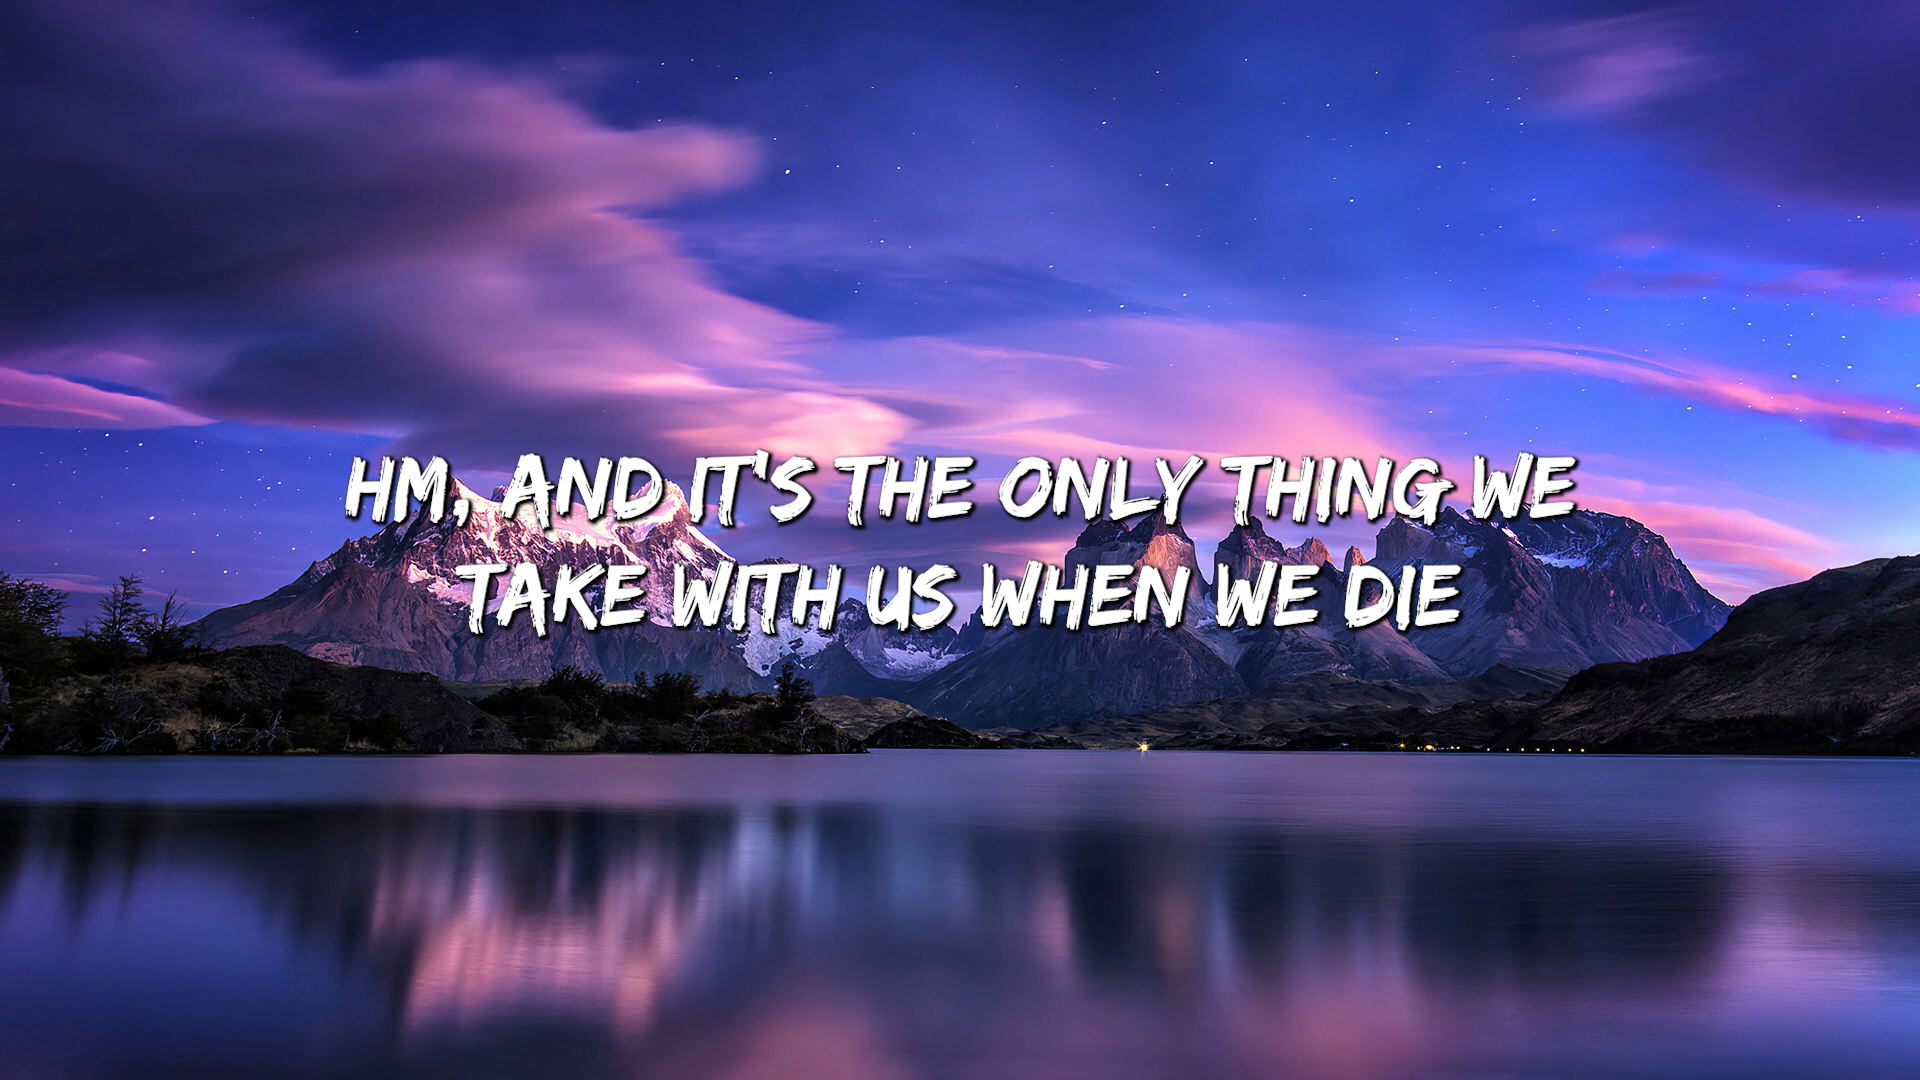 HM, AND IT'S THE ONLY THING WE
TAKE WITH US WHEN WE DIE